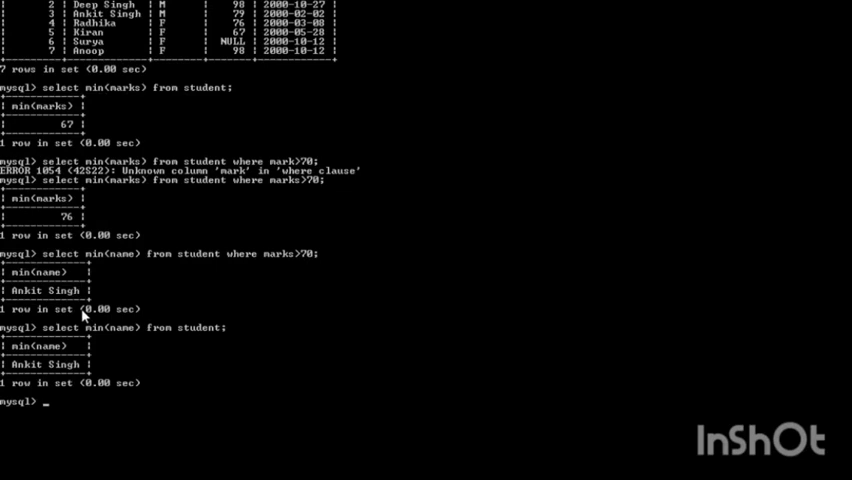 | 2 | Deep Singh | M | 98 | 2000-10-27
| 3 | Ankit Singh | M | 79 | 2000-02-02
| 4 | Radhika | F | 76 | 2000-03-08 |
| 5 | Kiran | F | 67 | 2000-05-28 |
| 6 | Surya | F | NULL | 2000-10-12 |
| 7 | Anoop | F | 98 | 2000-10-12 |
7 rows in set (0.00 sec)
mysql> select min(marks) from student;
| min(marks) |
| 67 |
1 row in set (0.00 sec)
mysql> select min(marks) from student where mark>70;
ERROR 1054 (42S22): Unknown column 'mark' in 'where clause'
mysql> select min(marks) from student where marks>70;
| min(marks) |
| 76 |
1 row in set (0.00 sec)
mysql> select min(name) from student where marks>70;
| min(name) |
| Ankit Singh |
1 row in set (0.00 sec)
mysql> select min(name) from student;
| min(name) |
| Ankit Singh |
1 row in set (0.00 sec)
mysql> _
InShOt